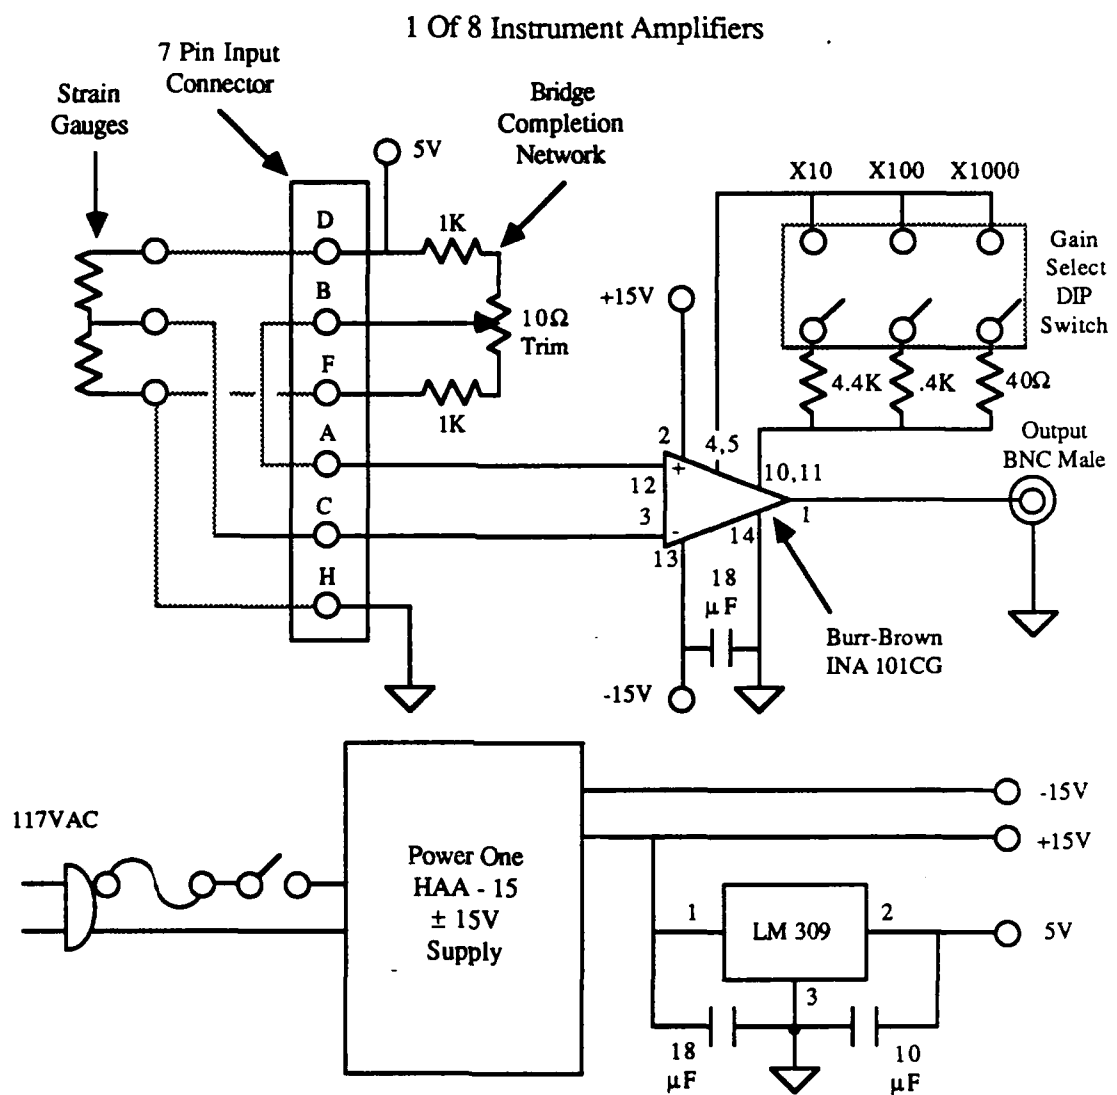 1 Of 8 Instrument Amplifiers
7 Pin Input
Connector
Strain
Gauges
Bridge
Completion
Network
5V
D
B
F
A
C
H
1K
10Ω
Trim
1K
X10
X100
X1000
Gain
Select
DIP
Switch
+15V
4.4K
.4K
40Ω
Output
BNC Male
2
4,5
10,11
+
12
3
-
13
14
1
18
μF
-15V
Burr-Brown
INA 101CG
117VAC
Power One
HAA - 15
± 15V
Supply
-15V
+15V
1
LM 309
2
5V
3
18
μF
10
μF